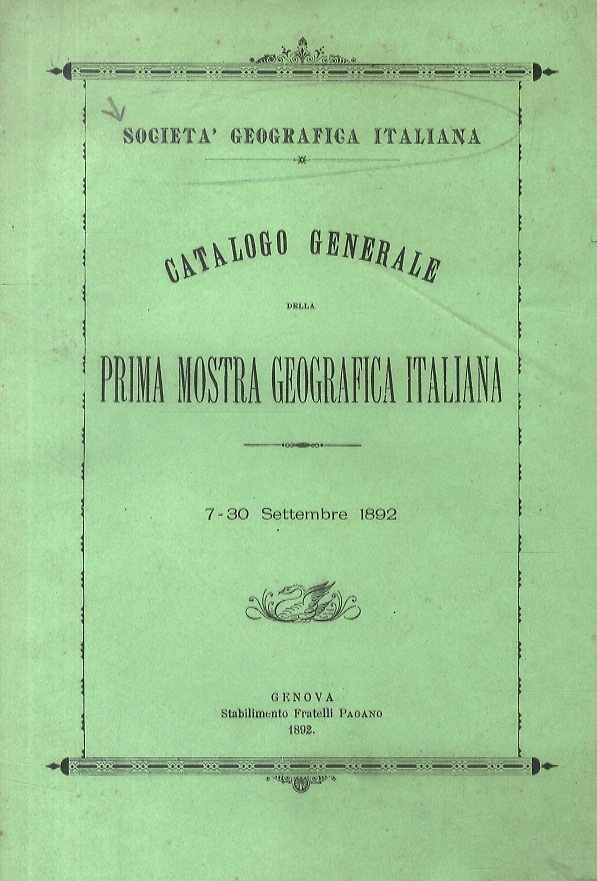 SOCIETA' GEOGRAFICA ITALIANA
CATALOGO GENERALE
DELLA
PRIMA MOSTRA GEOGRAFICA ITALIANA
7-30 Settembre 1892
GENOVA
Stabilimento Fratelli PAGANO
1892.